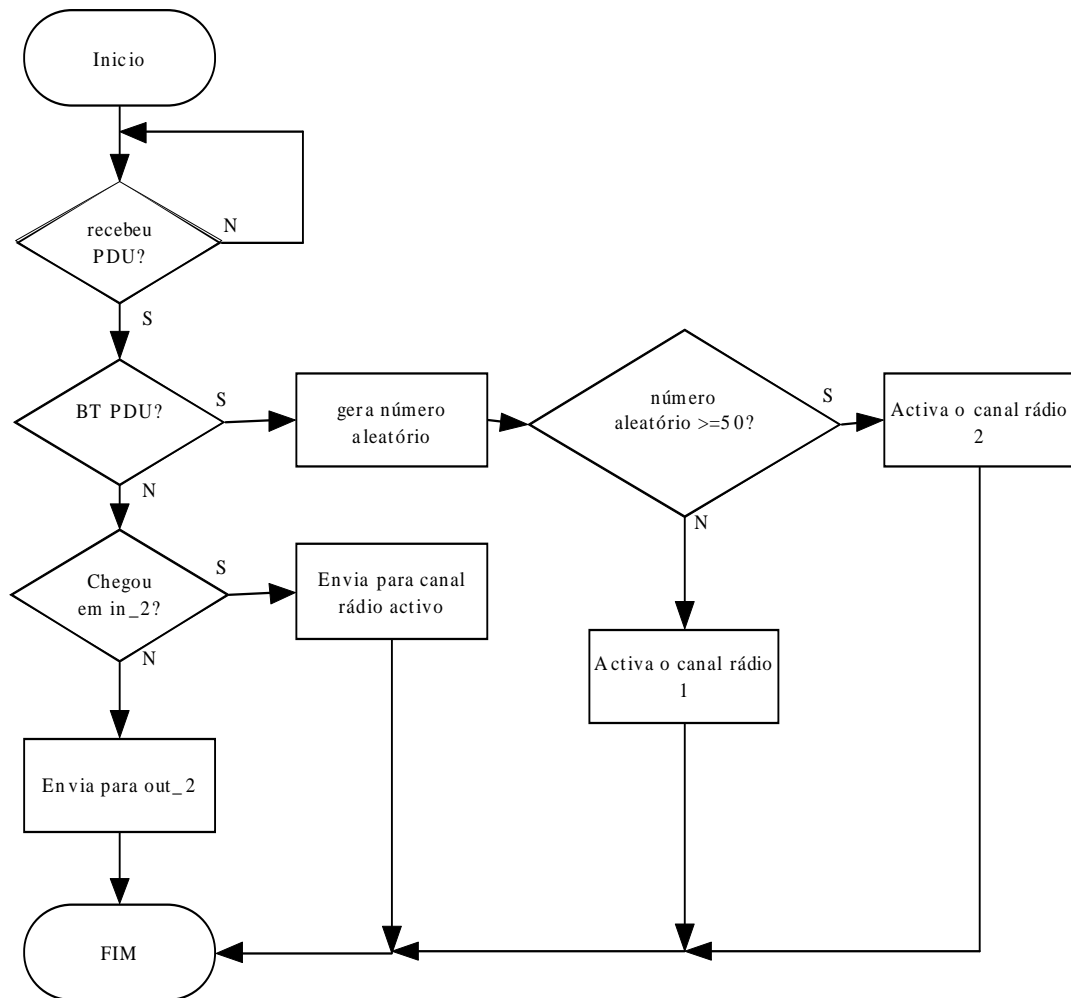 Inicio
recebeu
PDU?
N
S
BT PDU?
S
gera número
aleatório
número
aleatório >=50?
S
Activa o canal rádio
2
N
N
Chegou
em in_2?
S
Envia para canal
rádio activo
Activa o canal rádio
1
N
Envia para out_2
FIM